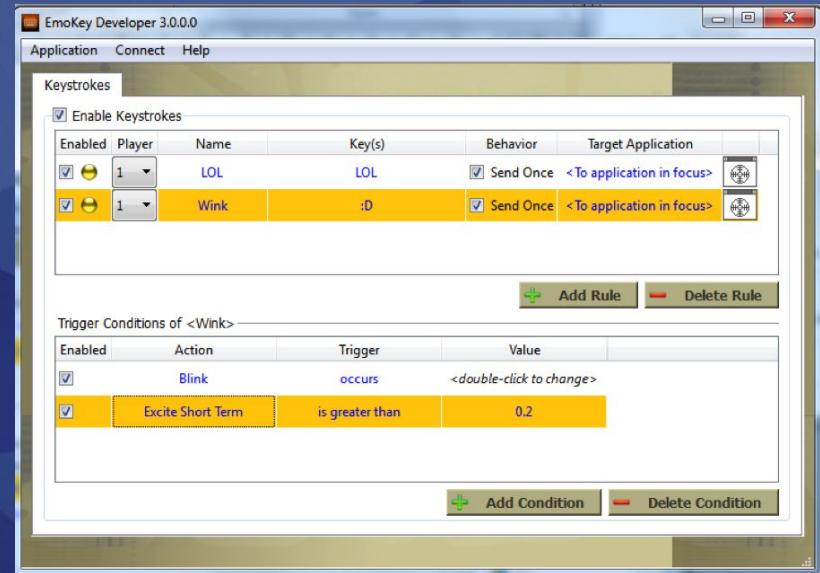 EmoKey Developer 3.0.0.0
Application Connect Help
Keystrokes
Enable Keystrokes
Enabled Player Name Key(s) Behavior Target Application
1 LOL LOL Send Once <To application in focus>
1 Wink :D Send Once <To application in focus>
Add Rule Delete Rule
Trigger Conditions of <Wink>
Enabled Action Trigger Value
Blink occurs <double-click to change>
Excite Short Term is greater than 0.2
Add Condition Delete Condition